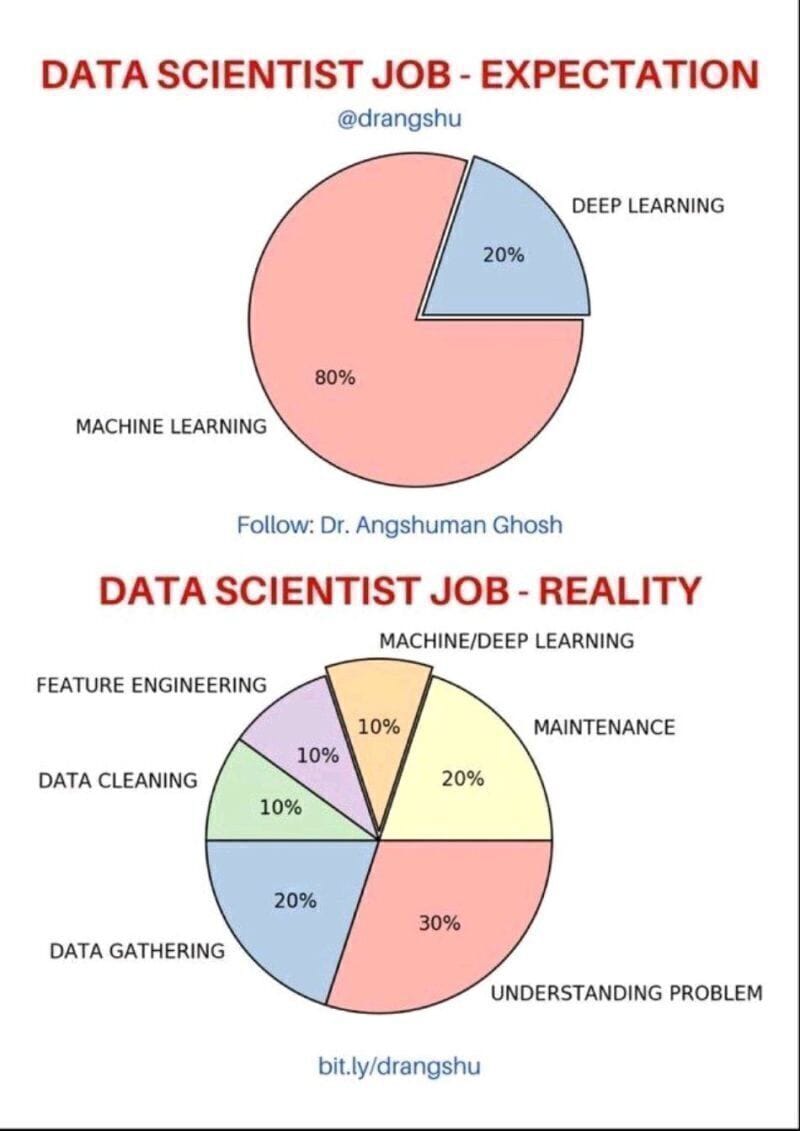 DATA SCIENTIST JOB - EXPECTATION
@drangshu
DEEP LEARNING
20%
80%
MACHINE LEARNING
Follow: Dr. Angshuman Ghosh
DATA SCIENTIST JOB - REALITY
MACHINE/DEEP LEARNING
FEATURE ENGINEERING
10%
MAINTENANCE
10%
20%
DATA CLEANING
10%
20%
30%
DATA GATHERING
UNDERSTANDING PROBLEM
bit.ly/drangshu